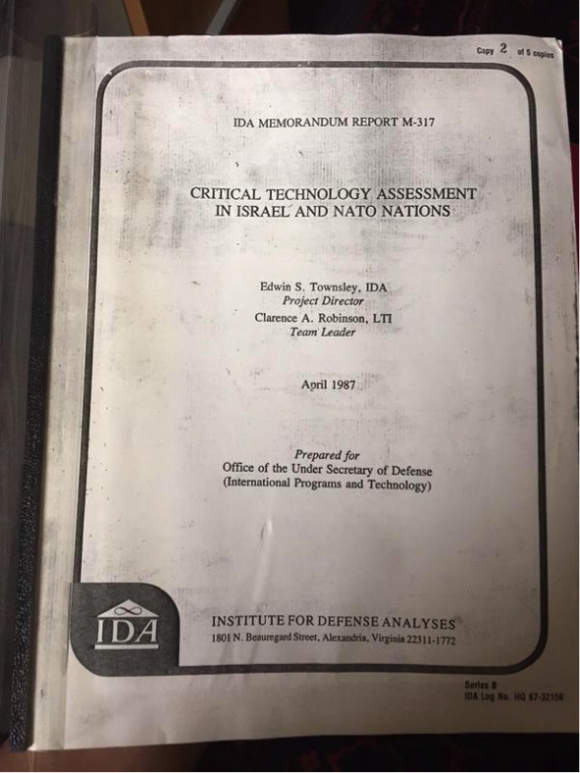 Copy 2 of 5 copies
IDA MEMORANDUM REPORT M-317
CRITICAL TECHNOLOGY ASSESSMENT
IN ISRAEL AND NATO NATIONS
Edwin S. Townsley, IDA
Project Director
Clarence A. Robinson, LTI
Team Leader
April 1987
Prepared for
Office of the Under Secretary of Defense
(International Programs and Technology)
IDA
INSTITUTE FOR DEFENSE ANALYSES
1801 N. Beauregard Street, Alexandria, Virginia 22311-1772
Series B
IDA Log No. HQ 87-32156